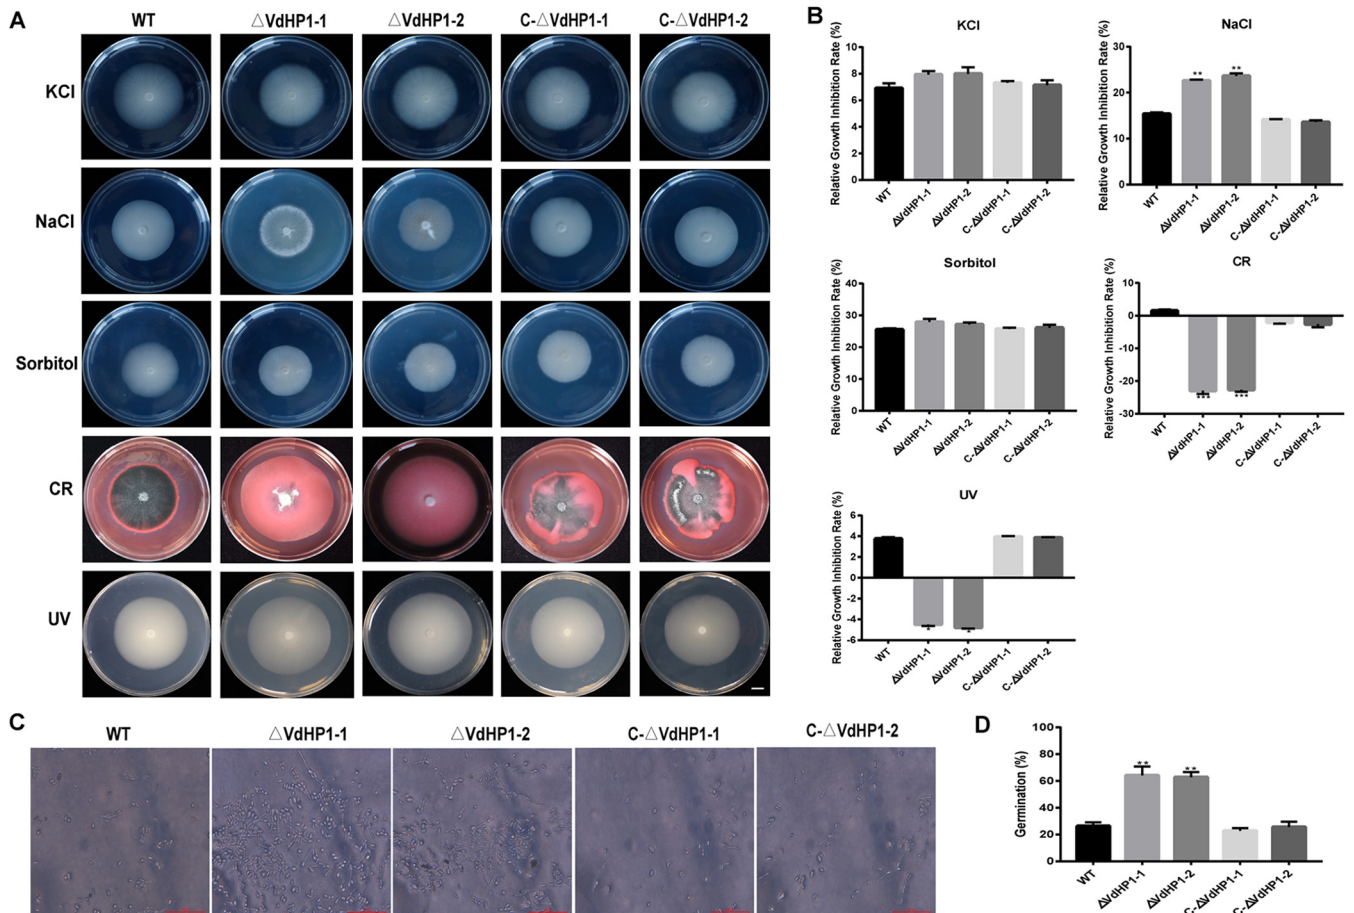 A
WT
△VdHP1-1
△VdHP1-2
C-△VdHP1-1
C-△VdHP1-2
KCl
NaCl
Sorbitol
CR
UV
B
KCl
Relative Growth Inhibition Rate (%)
10
8
6
4
2
0
WT
ΔVdHP1-1
ΔVdHP1-2
C-ΔVdHP1-1
C-ΔVdHP1-2
NaCl
Relative Growth Inhibition Rate (%)
30
20
10
0
**
**
WT
ΔVdHP1-1
ΔVdHP1-2
C-ΔVdHP1-1
C-ΔVdHP1-2
Sorbitol
Relative Growth Inhibition Rate (%)
40
30
20
10
0
WT
ΔVdHP1-1
ΔVdHP1-2
C-ΔVdHP1-1
C-ΔVdHP1-2
CR
Relative Growth Inhibition Rate (%)
10
0
-10
-20
-30
***
***
WT
ΔVdHP1-1
ΔVdHP1-2
C-ΔVdHP1-1
C-ΔVdHP1-2
UV
Relative Growth Inhibition Rate (%)
6
4
2
0
-2
-4
-6
*
*
WT
ΔVdHP1-1
ΔVdHP1-2
C-ΔVdHP1-1
C-ΔVdHP1-2
C
WT
△VdHP1-1
△VdHP1-2
C-△VdHP1-1
C-△VdHP1-2
D
Germination (%)
100
80
60
40
20
0
**
**
WT
ΔVdHP1-1
ΔVdHP1-2
C-ΔVdHP1-1
C-ΔVdHP1-2